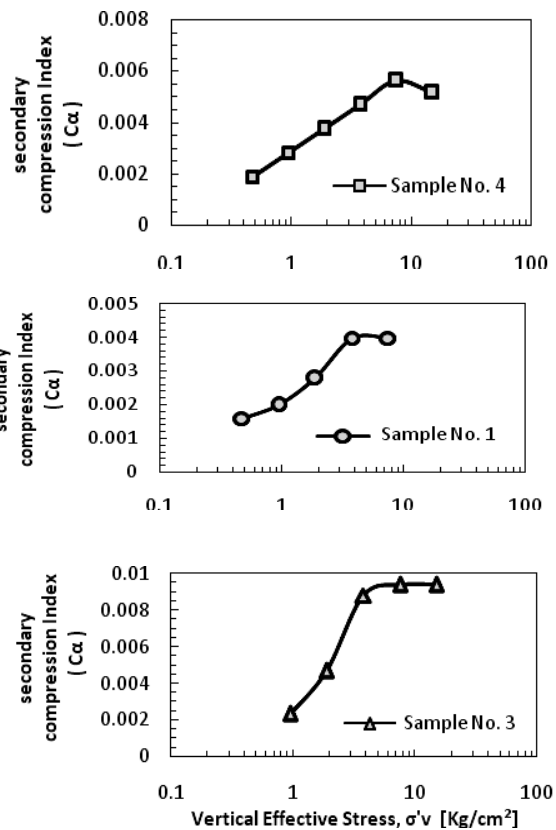 secondary
compression Index
( Cα )
0.008
0.006
0.004
0.002
0
Sample No. 4
0.1
1
10
100
secondary
compression Index
( Cα )
0.005
0.004
0.003
0.002
0.001
0
Sample No. 1
0.1
1
10
100
secondary
compression Index
( Cα )
0.01
0.008
0.006
0.004
0.002
0
Sample No. 3
0.1
1
10
100
Vertical Effective Stress, σ'v [Kg/cm²]